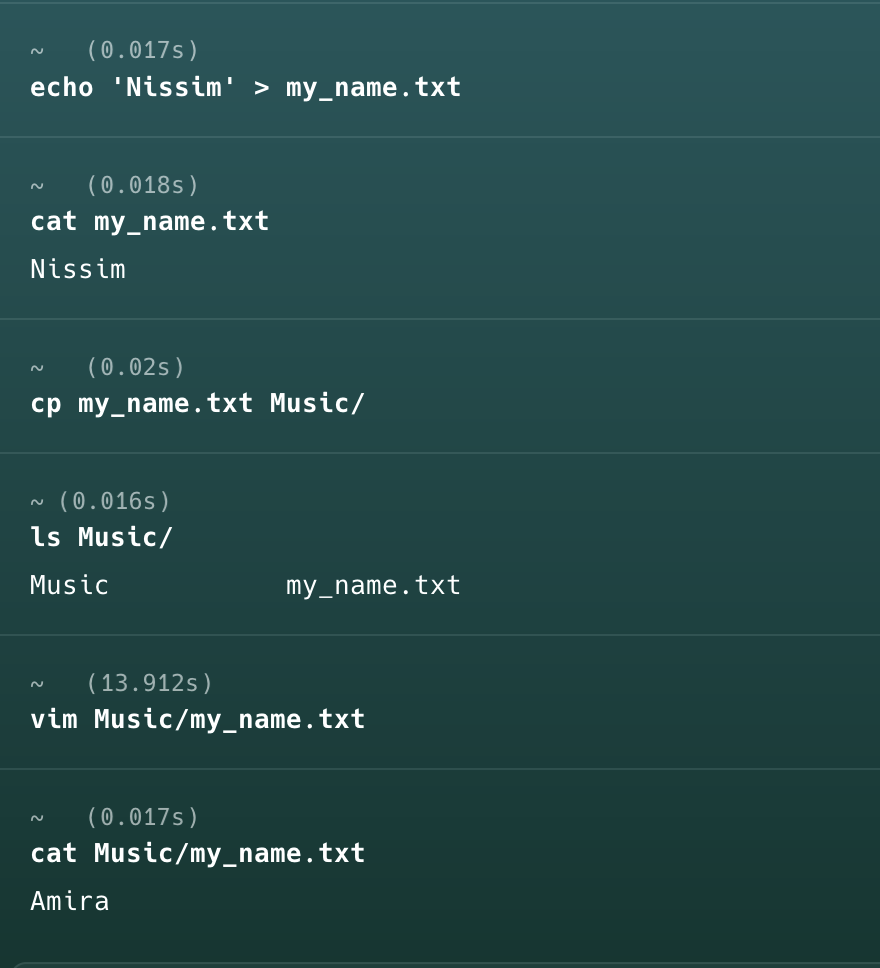 ~ (0.017s)
echo 'Nissim' > my_name.txt
~ (0.018s)
cat my_name.txt
Nissim
~ (0.02s)
cp my_name.txt Music/
~ (0.016s)
ls Music/
Music my_name.txt
~ (13.912s)
vim Music/my_name.txt
~ (0.017s)
cat Music/my_name.txt
Amira